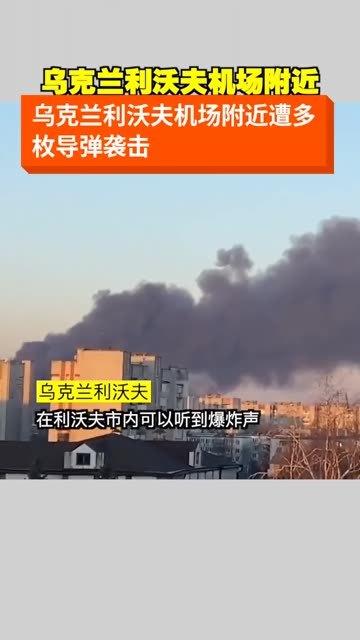 乌克兰利沃夫机场附近
乌克兰利沃夫机场附近遭多
枚导弹袭击
乌克兰利沃夫
在利沃夫市内可以听到爆炸声